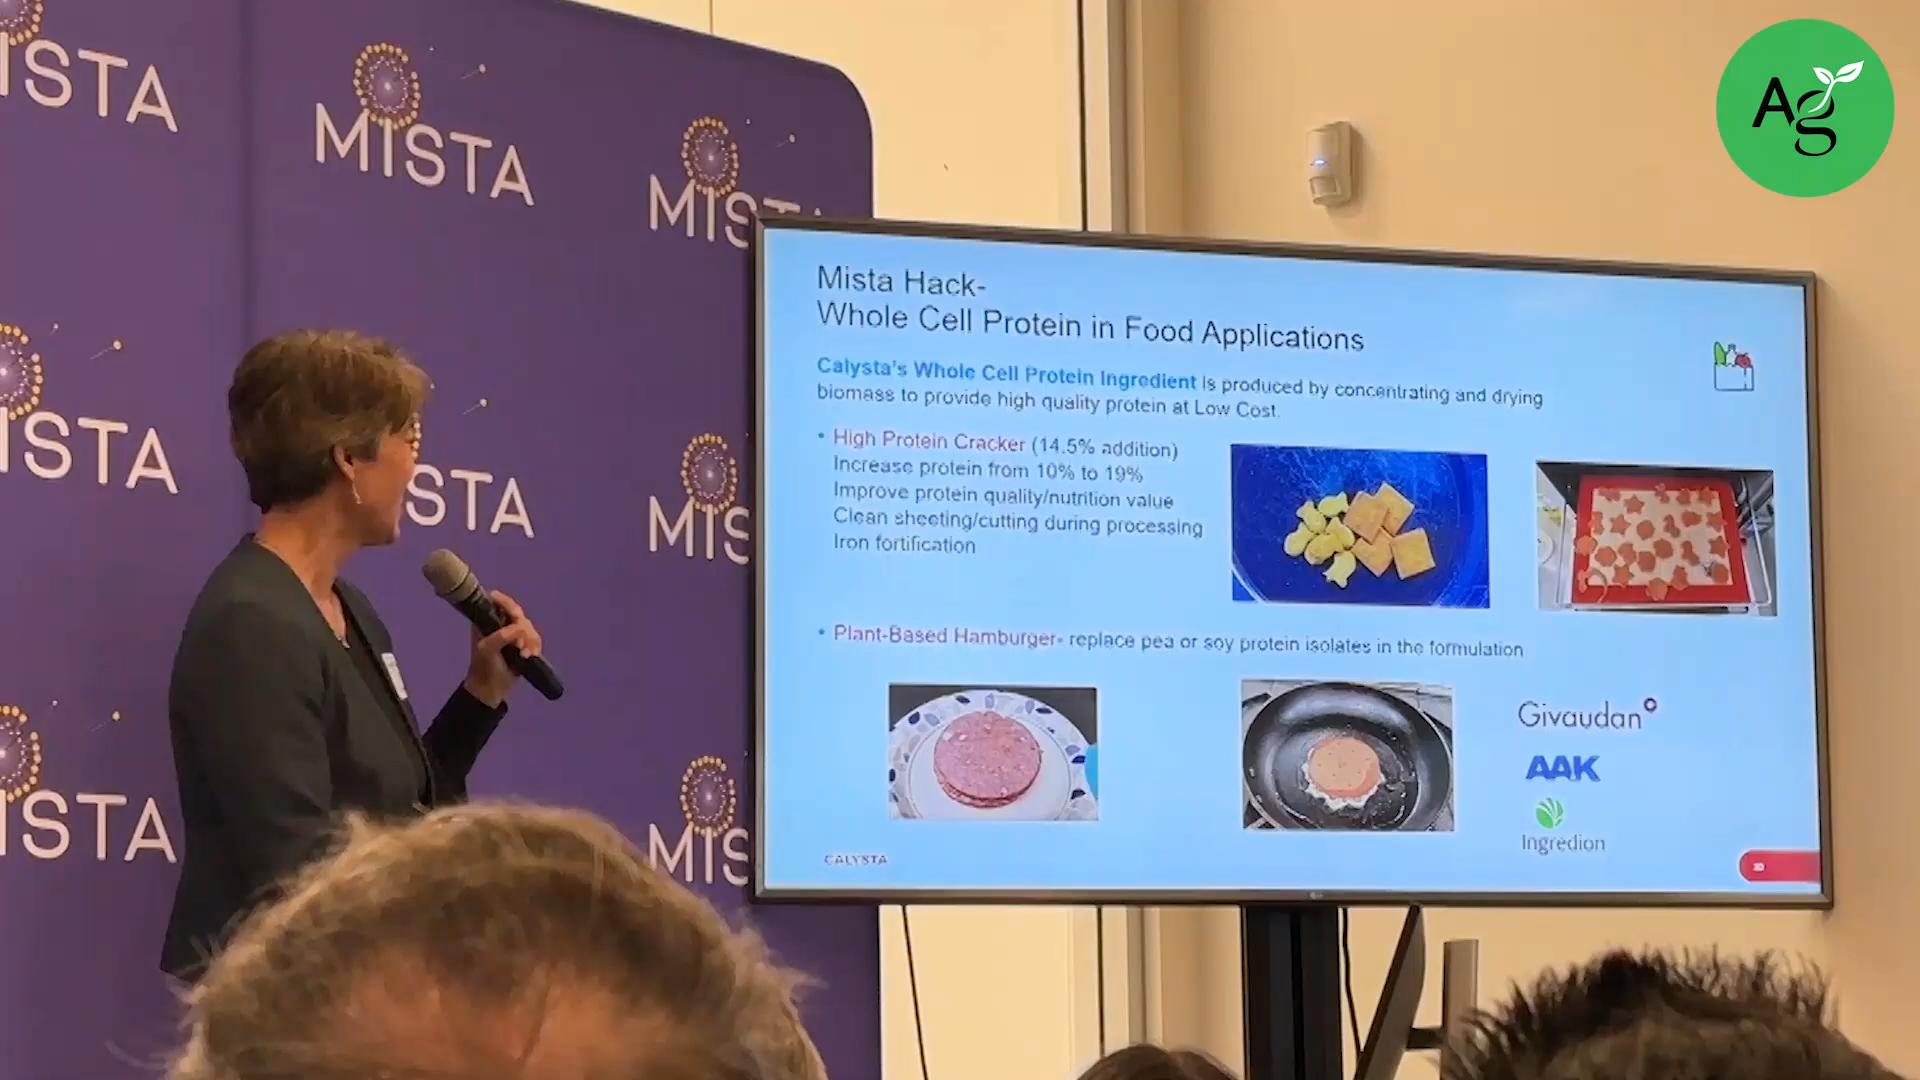 MISTA
MISTA
ISTA
MIS
ISTA
STA
MIS
ISTA
MIS
Ag
Mista Hack-
Whole Cell Protein in Food Applications
Calysta's Whole Cell Protein Ingredient is produced by concentrating and drying
biomass to provide high quality protein at Low Cost.
• High Protein Cracker (14.5% addition)
Increase protein from 10% to 19%
Improve protein quality/nutrition value
Clean sheeting/cutting during processing
Iron fortification
• Plant-Based Hamburger- replace pea or soy protein isolates in the formulation
Givaudan
AAK
Ingredion
CALYSTA